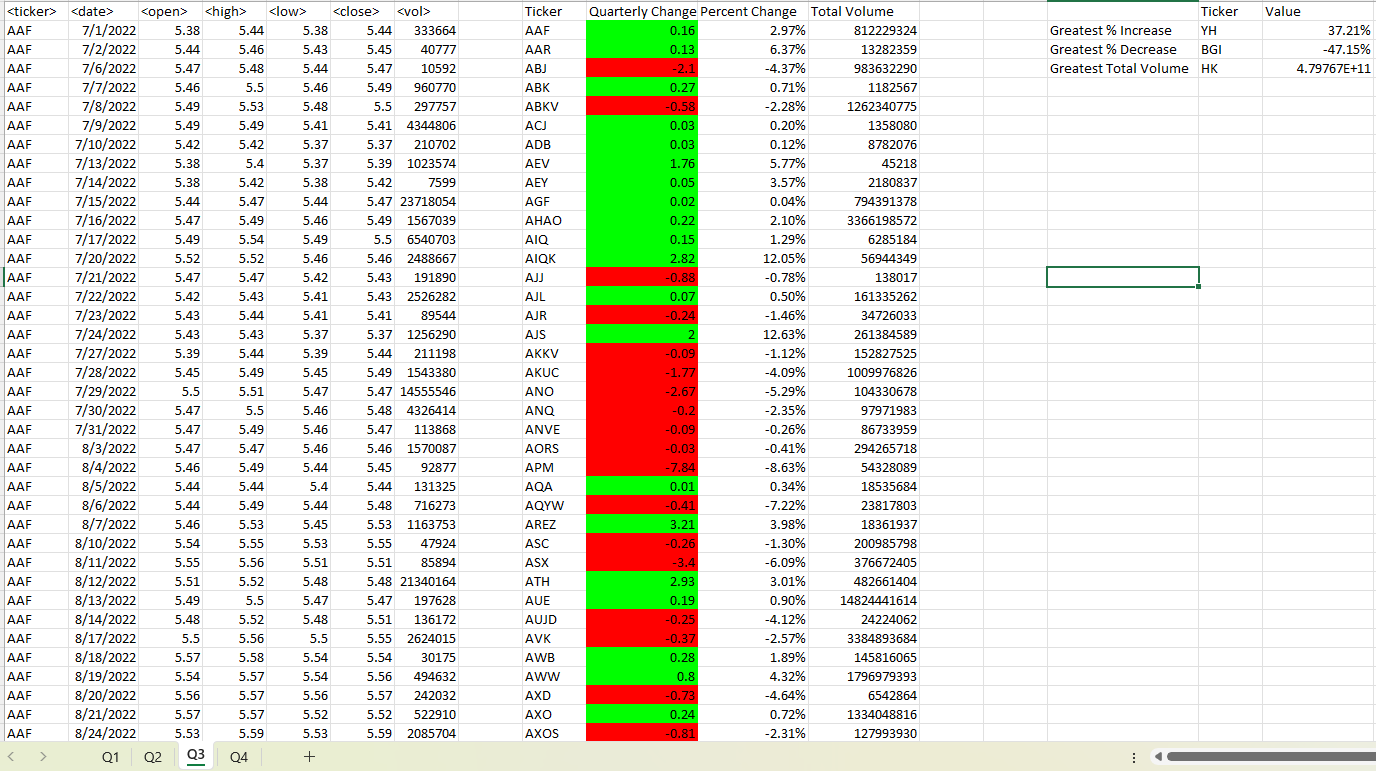 <ticker> <date> <open> <high> <low> <close> <vol> Ticker Quarterly Change Percent Change Total Volume Ticker Value
AAF 7/1/2022 5.38 5.44 5.38 5.44 333664 AAF 0.16 2.97% 812229324 Greatest % Increase YH 37.21%
AAF 7/2/2022 5.44 5.46 5.43 5.45 40777 AAR 0.13 6.37% 13282359 Greatest % Decrease BGI -47.15%
AAF 7/6/2022 5.47 5.48 5.44 5.47 10592 ABJ -2.1 -4.37% 983632290 Greatest Total Volume HK 4.79767E+11
AAF 7/7/2022 5.46 5.5 5.46 5.49 960770 ABK 0.27 0.71% 1182567
AAF 7/8/2022 5.49 5.53 5.48 5.5 297757 ABKV -0.58 -2.28% 1262340775
AAF 7/9/2022 5.49 5.49 5.41 5.41 4344806 ACJ 0.03 0.20% 1358080
AAF 7/10/2022 5.42 5.42 5.37 5.37 210702 ADB 0.03 0.12% 8782076
AAF 7/13/2022 5.38 5.4 5.37 5.39 1023574 AEV 1.76 5.77% 45218
AAF 7/14/2022 5.38 5.42 5.38 5.42 7599 AEY 0.05 3.57% 2180837
AAF 7/15/2022 5.44 5.47 5.44 5.47 23718054 AGF 0.02 0.04% 794391378
AAF 7/16/2022 5.47 5.49 5.46 5.49 1567039 AHAO 0.22 2.10% 3366198572
AAF 7/17/2022 5.49 5.54 5.49 5.5 6540703 AIQ 0.15 1.29% 6285184
AAF 7/20/2022 5.52 5.52 5.46 5.46 2488667 AIQK 2.82 12.05% 56944349
AAF 7/21/2022 5.47 5.47 5.42 5.43 191890 AJJ -0.88 -0.78% 138017
AAF 7/22/2022 5.42 5.43 5.41 5.43 2526282 AJL 0.07 0.50% 161335262
AAF 7/23/2022 5.43 5.44 5.41 5.41 89544 AJR -0.24 -1.46% 34726033
AAF 7/24/2022 5.43 5.43 5.37 5.37 1256290 AJS 2 12.63% 261384589
AAF 7/27/2022 5.39 5.44 5.39 5.44 211198 AKKV -0.09 -1.12% 152827525
AAF 7/28/2022 5.45 5.49 5.45 5.49 1543380 AKUC -1.77 -4.09% 1009976826
AAF 7/29/2022 5.5 5.51 5.47 5.47 14555546 ANO -2.67 -5.29% 104330678
AAF 7/30/2022 5.47 5.5 5.46 5.48 4326414 ANQ -0.2 -2.35% 97971983
AAF 7/31/2022 5.47 5.49 5.46 5.47 113868 ANVE -0.09 -0.26% 86733959
AAF 8/3/2022 5.47 5.47 5.46 5.46 1570087 AORS -0.03 -0.41% 294265718
AAF 8/4/2022 5.46 5.49 5.44 5.45 92877 APM -7.84 -8.63% 54328089
AAF 8/5/2022 5.44 5.44 5.4 5.44 131325 AQA 0.01 0.34% 18535684
AAF 8/6/2022 5.44 5.49 5.44 5.48 716273 AQYW -0.41 -7.22% 23817803
AAF 8/7/2022 5.46 5.53 5.45 5.53 1163753 AREZ 3.21 3.98% 18361937
AAF 8/10/2022 5.54 5.55 5.53 5.55 47924 ASC -0.26 -1.30% 200985798
AAF 8/11/2022 5.55 5.56 5.51 5.51 85894 ASX -3.4 -6.09% 376672405
AAF 8/12/2022 5.51 5.52 5.48 5.48 21340164 ATH 2.93 3.01% 482661404
AAF 8/13/2022 5.49 5.5 5.47 5.47 197628 AUE 0.19 0.90% 14824441614
AAF 8/14/2022 5.48 5.52 5.48 5.51 136172 AUJD -0.25 -4.12% 24224062
AAF 8/17/2022 5.5 5.56 5.5 5.55 2624015 AVK -0.37 -2.57% 3384893684
AAF 8/18/2022 5.57 5.58 5.54 5.54 30175 AWB 0.28 1.89% 145816065
AAF 8/19/2022 5.54 5.57 5.54 5.56 494632 AWW 0.8 4.32% 1796979393
AAF 8/20/2022 5.56 5.57 5.56 5.57 242032 AXD -0.73 -4.64% 6542864
AAF 8/21/2022 5.57 5.57 5.52 5.52 522910 AXO 0.24 0.72% 1334048816
AAF 8/24/2022 5.53 5.59 5.53 5.59 2085704 AXOS -0.81 -2.31% 127993930
Q1 Q2 Q3 Q4 +